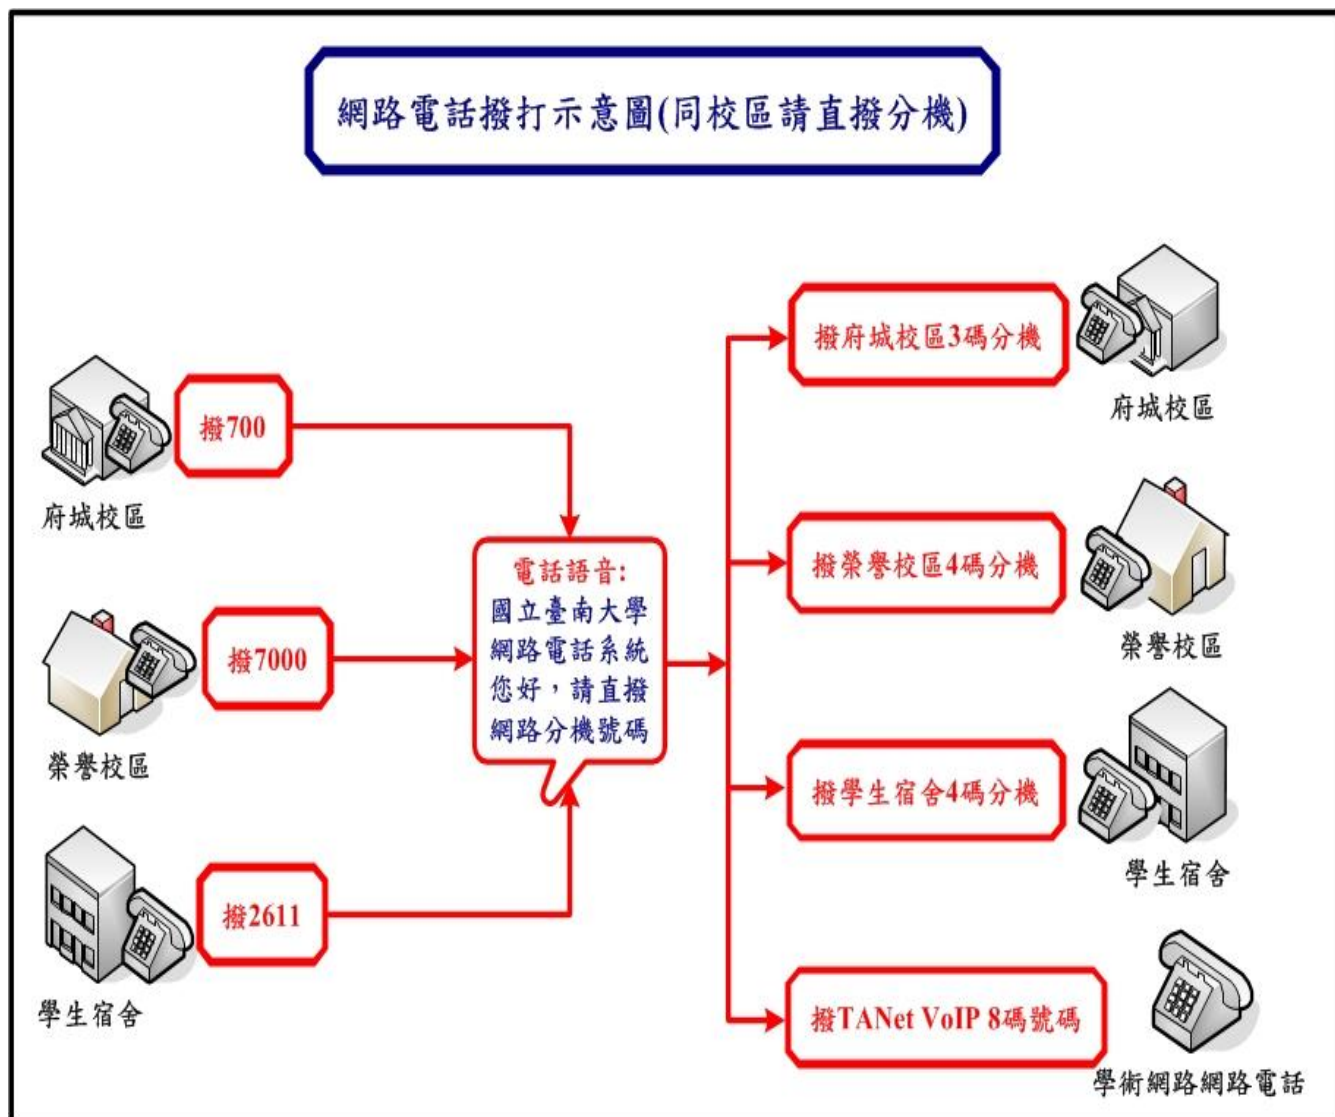 網路電話撥打示意圖(同校區請直撥分機)
撥府城校區3碼分機
府城校區
撥700
府城校區
撥榮譽校區4碼分機
榮譽校區
電話語音:
國立臺南大學
網路電話系統
您好，請直撥
網路分機號碼
撥7000
榮譽校區
撥學生宿舍4碼分機
學生宿舍
撥2611
學生宿舍
撥TANet VoIP 8碼號碼
學術網路網路電話